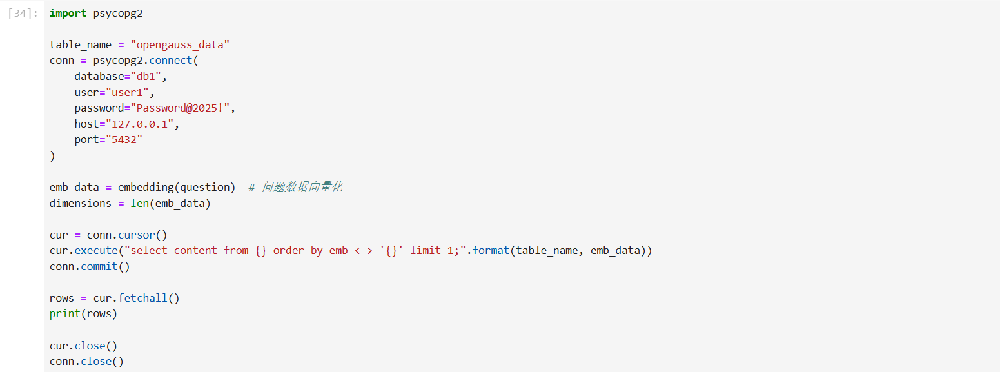 [34]: import psycopg2
table_name = "opengauss_data"
conn = psycopg2.connect(
    database="db1",
    user="user1",
    password="Password@2025!",
    host="127.0.0.1",
    port="5432"
)
emb_data = embedding(question)  # 问题数据向量化
dimensions = len(emb_data)
cur = conn.cursor()
cur.execute("select content from {} order by emb <-> '{}' limit 1;".format(table_name, emb_data))
conn.commit()
rows = cur.fetchall()
print(rows)
cur.close()
conn.close()